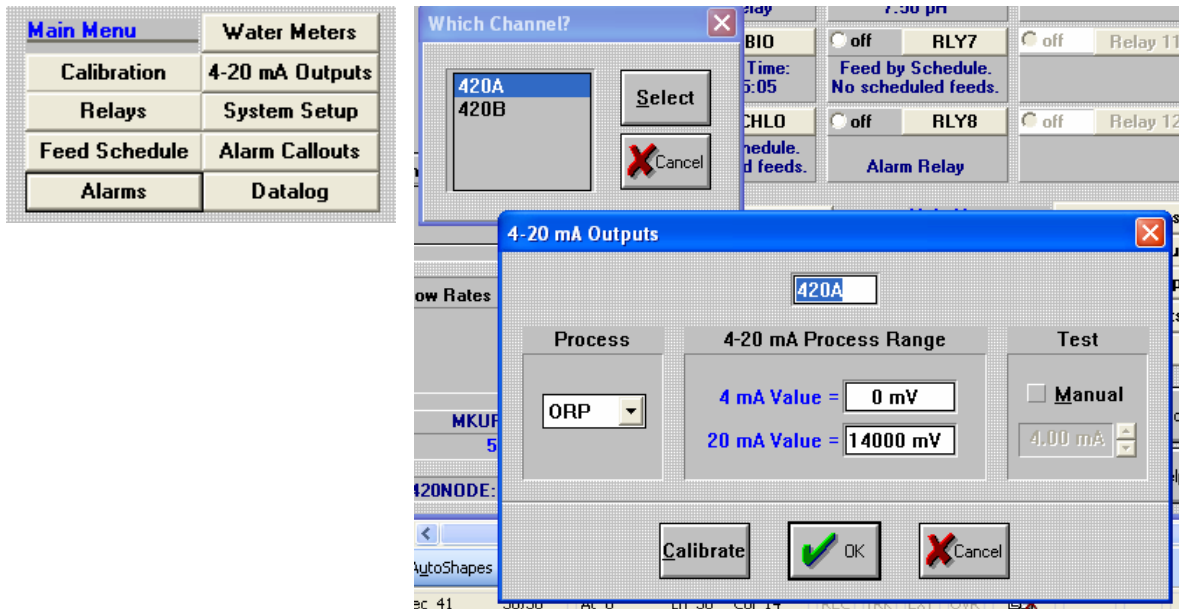 Main Menu
Water Meters
Calibration
4-20 mA Outputs
Relays
System Setup
Feed Schedule
Alarm Callouts
Alarms
Datalog
Which Channel?
420A
420B
Select
Cancel
7:50 pH
BIO
off
RLY7
off
Relay 11
Time:
5:05
Feed by Schedule.
No scheduled feeds.
CHLO
off
RLY8
off
Relay 12
d feeds.
Alarm Relay
ow Rates
MKUP
5
420NODE:
AutoShapes
4-20 mA Outputs
420A
Process
ORP
4-20 mA Process Range
4 mA Value = 0 mV
20 mA Value = 14000 mV
Test
Manual
4.00 mA
Calibrate
OK
Cancel